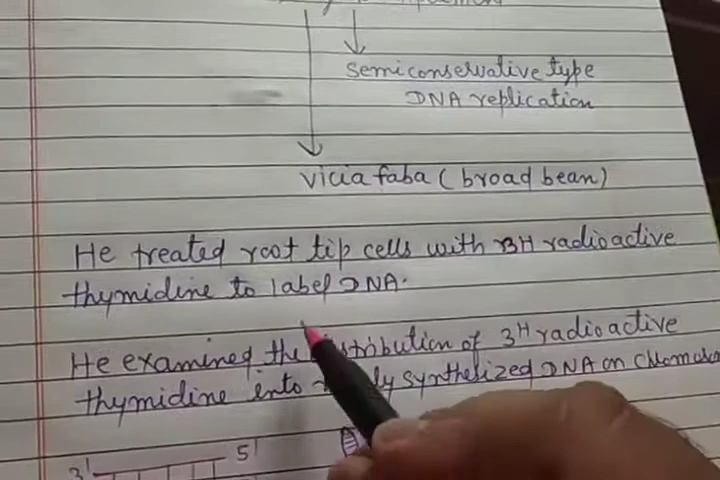 semiconservative type
DNA replication
vicia faba (broad bean)
He treated root tip cells with 3H radioactive
thymidine to label DNA.
He examined the distribution of 3H radioactive
thymidine into synthesized DNA on
3' 5'